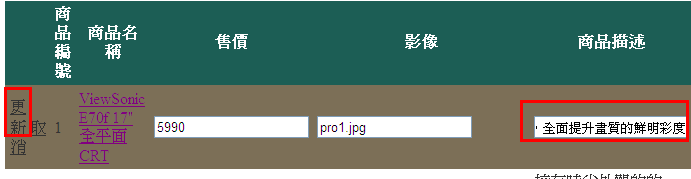 商品編號
商品名稱
售價
影像
商品描述
更新 取消
1
ViewSonic
E70f 17"
全平面
CRT
5990
pro1.jpg
，全面提升畫質的鮮明彩度